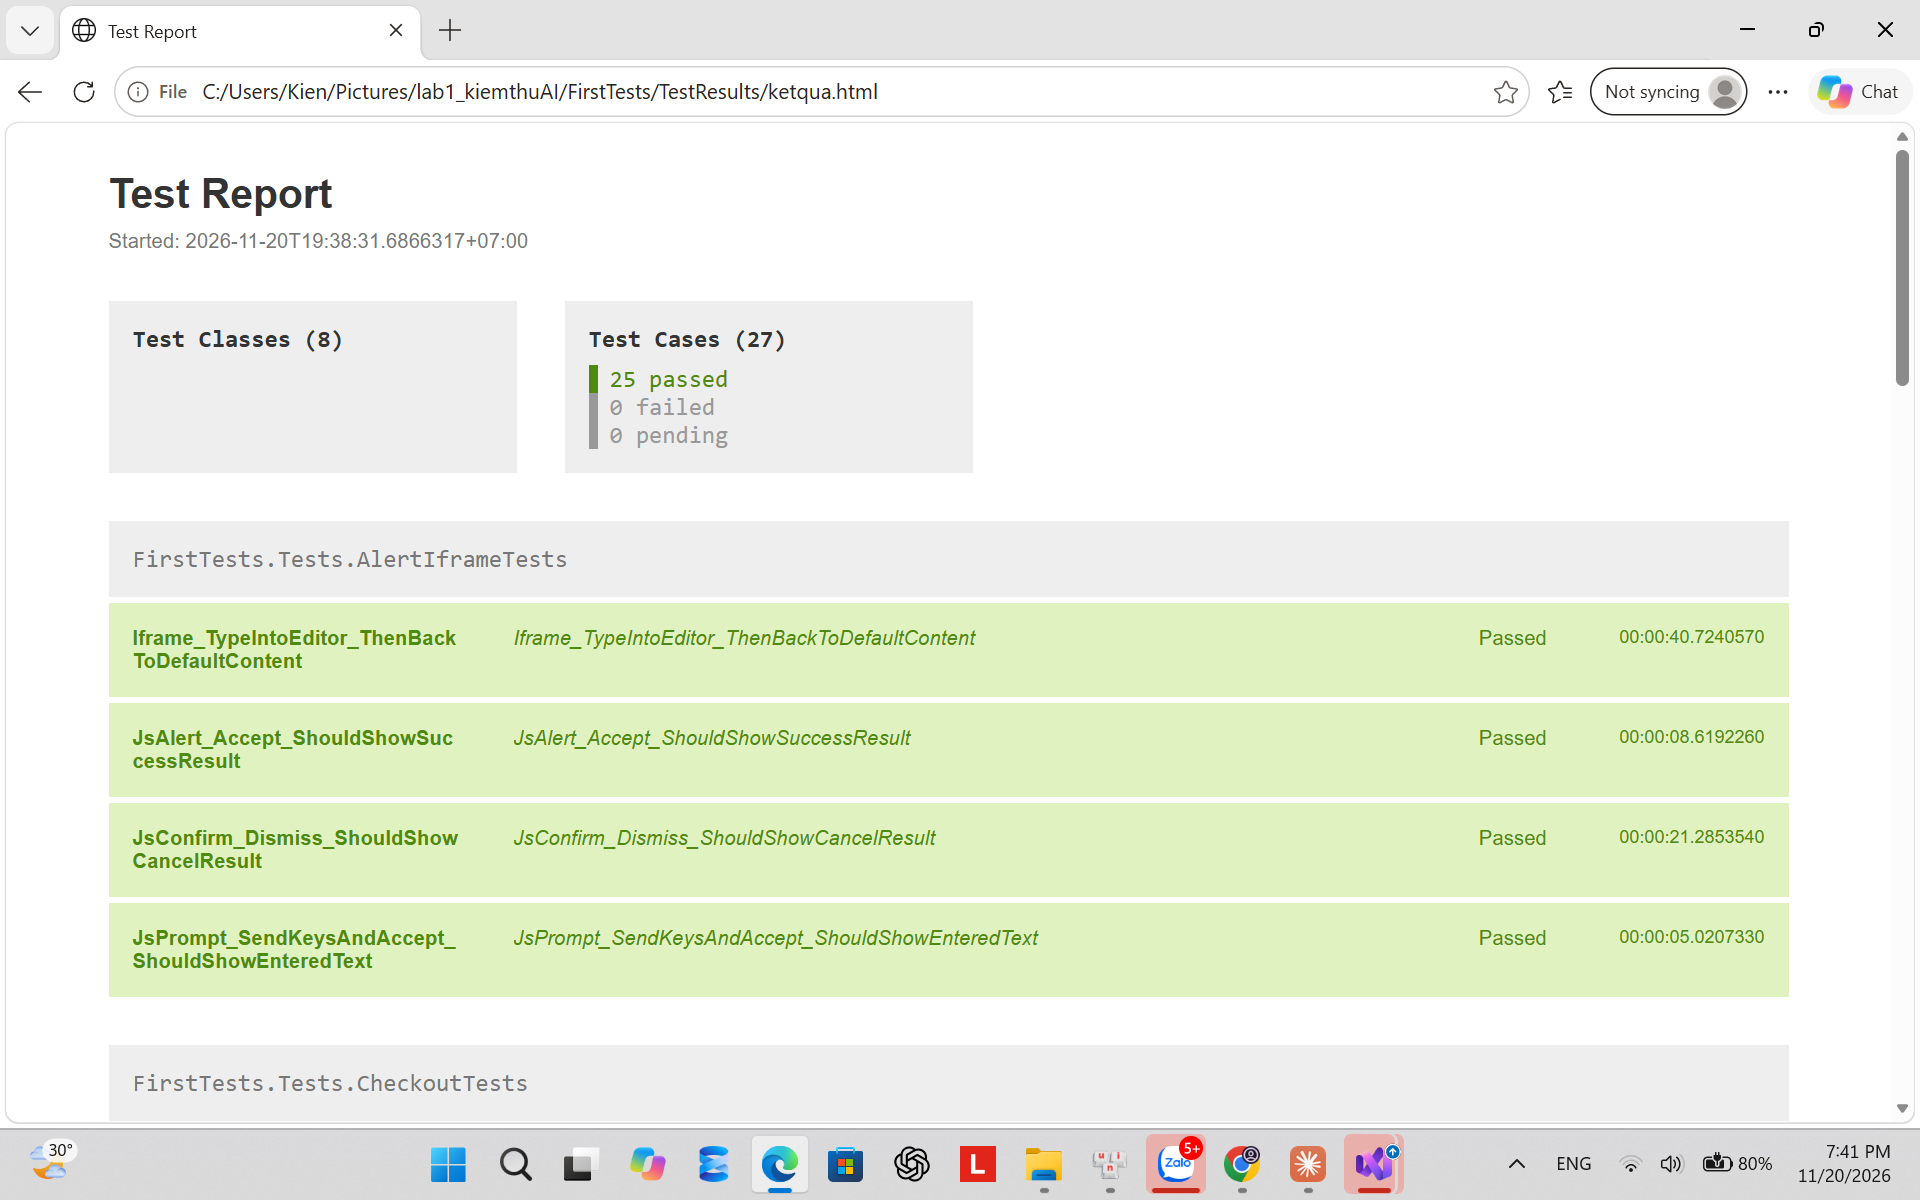 Test Report
File C:/Users/Kien/Pictures/lab1_kiemthuAI/FirstTests/TestResults/ketqua.html
Not syncing
Chat
Test Report
Started: 2026-11-20T19:38:31.6866317+07:00
Test Classes (8)
Test Cases (27)
25 passed
0 failed
0 pending
FirstTests.Tests.AlertIframeTests
Iframe_TypeIntoEditor_ThenBack
ToDefaultContent
Iframe_TypeIntoEditor_ThenBackToDefaultContent
Passed
00:00:40.7240570
JsAlert_Accept_ShouldShowSuc
cessResult
JsAlert_Accept_ShouldShowSuccessResult
Passed
00:00:08.6192260
JsConfirm_Dismiss_ShouldShow
CancelResult
JsConfirm_Dismiss_ShouldShowCancelResult
Passed
00:00:21.2853540
JsPrompt_SendKeysAndAccept_
ShouldShowEnteredText
JsPrompt_SendKeysAndAccept_ShouldShowEnteredText
Passed
00:00:05.0207330
FirstTests.Tests.CheckoutTests
30°
L
u n i
Zalo
5+
ENG
80%
7:41 PM
11/20/2026